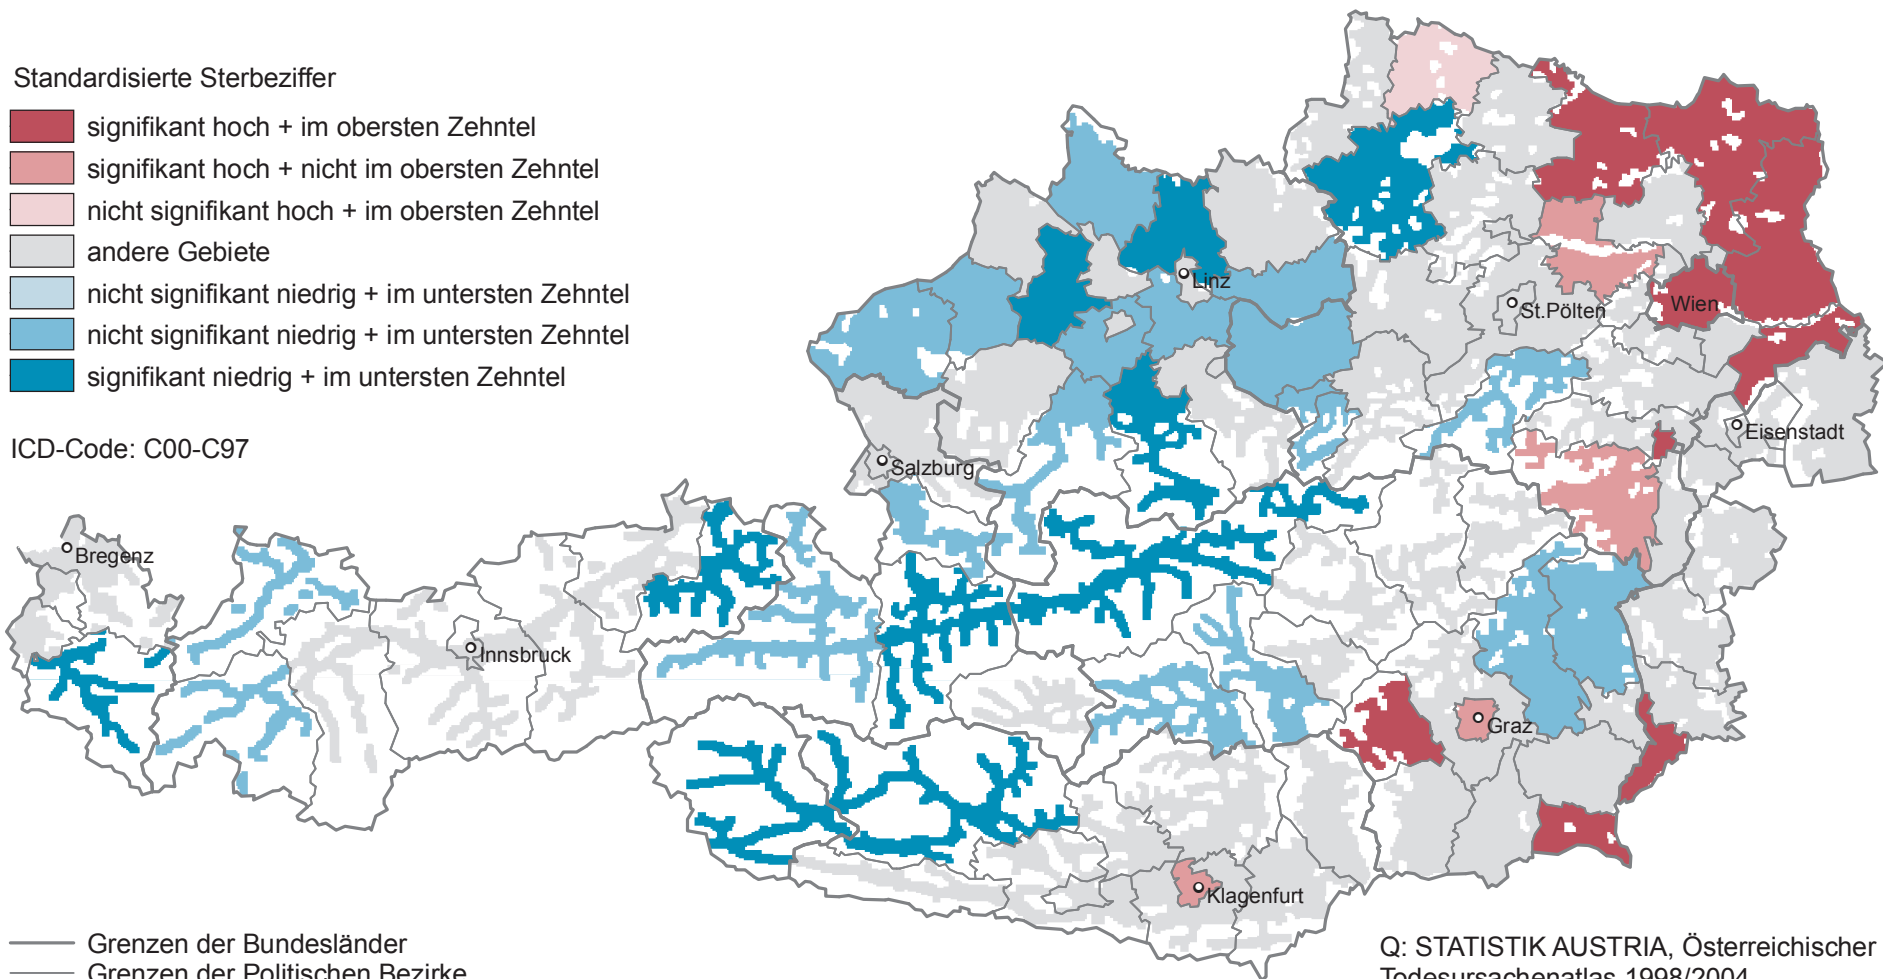 Standardisierte Sterbeziffer
signifikant hoch + im obersten Zehntel
signifikant hoch + nicht im obersten Zehntel
nicht signifikant hoch + im obersten Zehntel
andere Gebiete
nicht signifikant niedrig + im untersten Zehntel
nicht signifikant niedrig + im untersten Zehntel
signifikant niedrig + im untersten Zehntel
ICD-Code: C00-C97
Linz
St.Pölten
Wien
Eisenstadt
Salzburg
Bregenz
Innsbruck
Graz
Klagenfurt
Grenzen der Bundesländer
Grenzen der Politischen Bezirke
Q: STATISTIK AUSTRIA, Österreichischer
Todesursachenatlas 1998/2004